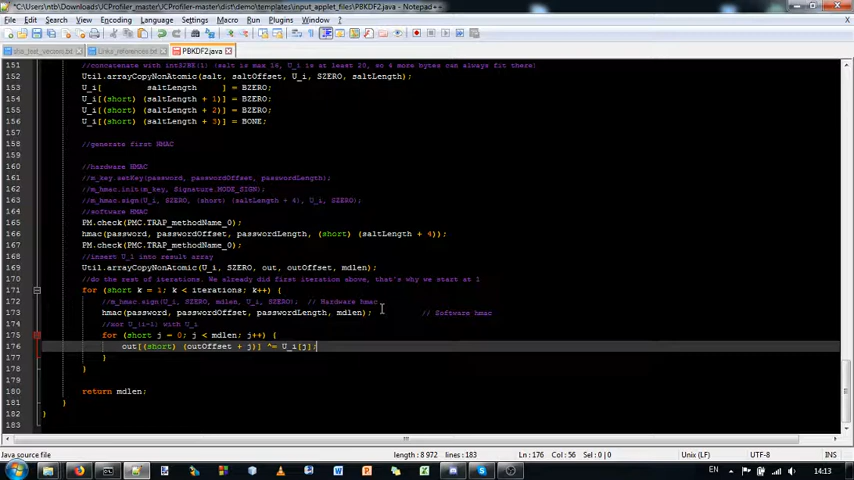 *C:\Users\ntb\Downloads\JCProfiler_master\JCProfiler_master\dist\demo\templates\input_applet_files\PBKDF2.java - Notepad++
File Edit Search View Encoding Language Settings Macro Run Plugins Window ? X
sha_test_vectess.txt Links_references.txt PBKDF2.java
151 //concatenate with int32BE(1) (salt is max 16, U_i is at least 20, so 4 more bytes can always fit there)
152 Util.arrayCopyNonAtomic(salt, saltOffset, U_i, SZERO, saltLength);
153 U_i[ saltLength ] = BZERO;
154 U_i[(short) (saltLength + 1)] = BZERO;
155 U_i[(short) (saltLength + 2)] = BZERO;
156 U_i[(short) (saltLength + 3)] = BONE;
157
158 //generate first HMAC
159
160 //hardware HMAC
161 //m_key.setKey(password, passwordOffset, passwordLength);
162 //m_hmac.init(m_key, Signature.MODE_SIGN);
163 //m_hmac.sign(U_i, SZERO, (short) (saltLength + 4), U_i, SZERO);
164 //software HMAC
165 PM.check(PMC.TRAP_methodName_0);
166 hmac(password, passwordOffset, passwordLength, (short) (saltLength + 4));
167 PM.check(PMC.TRAP_methodName_0);
168 //insert U_1 into result array
169 Util.arrayCopyNonAtomic(U_i, SZERO, out, outOffset, mdlen);
170 //do the rest of iterations. We already did first iteration above, that's why we start at 1
171 for (short k = 1; k < iterations; k++) {
172 //m_hmac.sign(U_i, SZERO, mdlen, U_i, SZERO); // Hardware hmac
173 hmac(password, passwordOffset, passwordLength, mdlen); // Software hmac
174 //xor U_(i-1) with U_i
175 for (short j = 0; j < mdlen; j++) {
176 out[(short) (outOffset + j)] ^= U_i[j];
177 }
178 }
179
180 return mdlen;
181 }
182 }
183
Java source file length : 8 972 lines : 183 Ln : 176 Col : 56 Sel : 0 | 0 Unix (LF) UTF-8 INS
EN 14:13